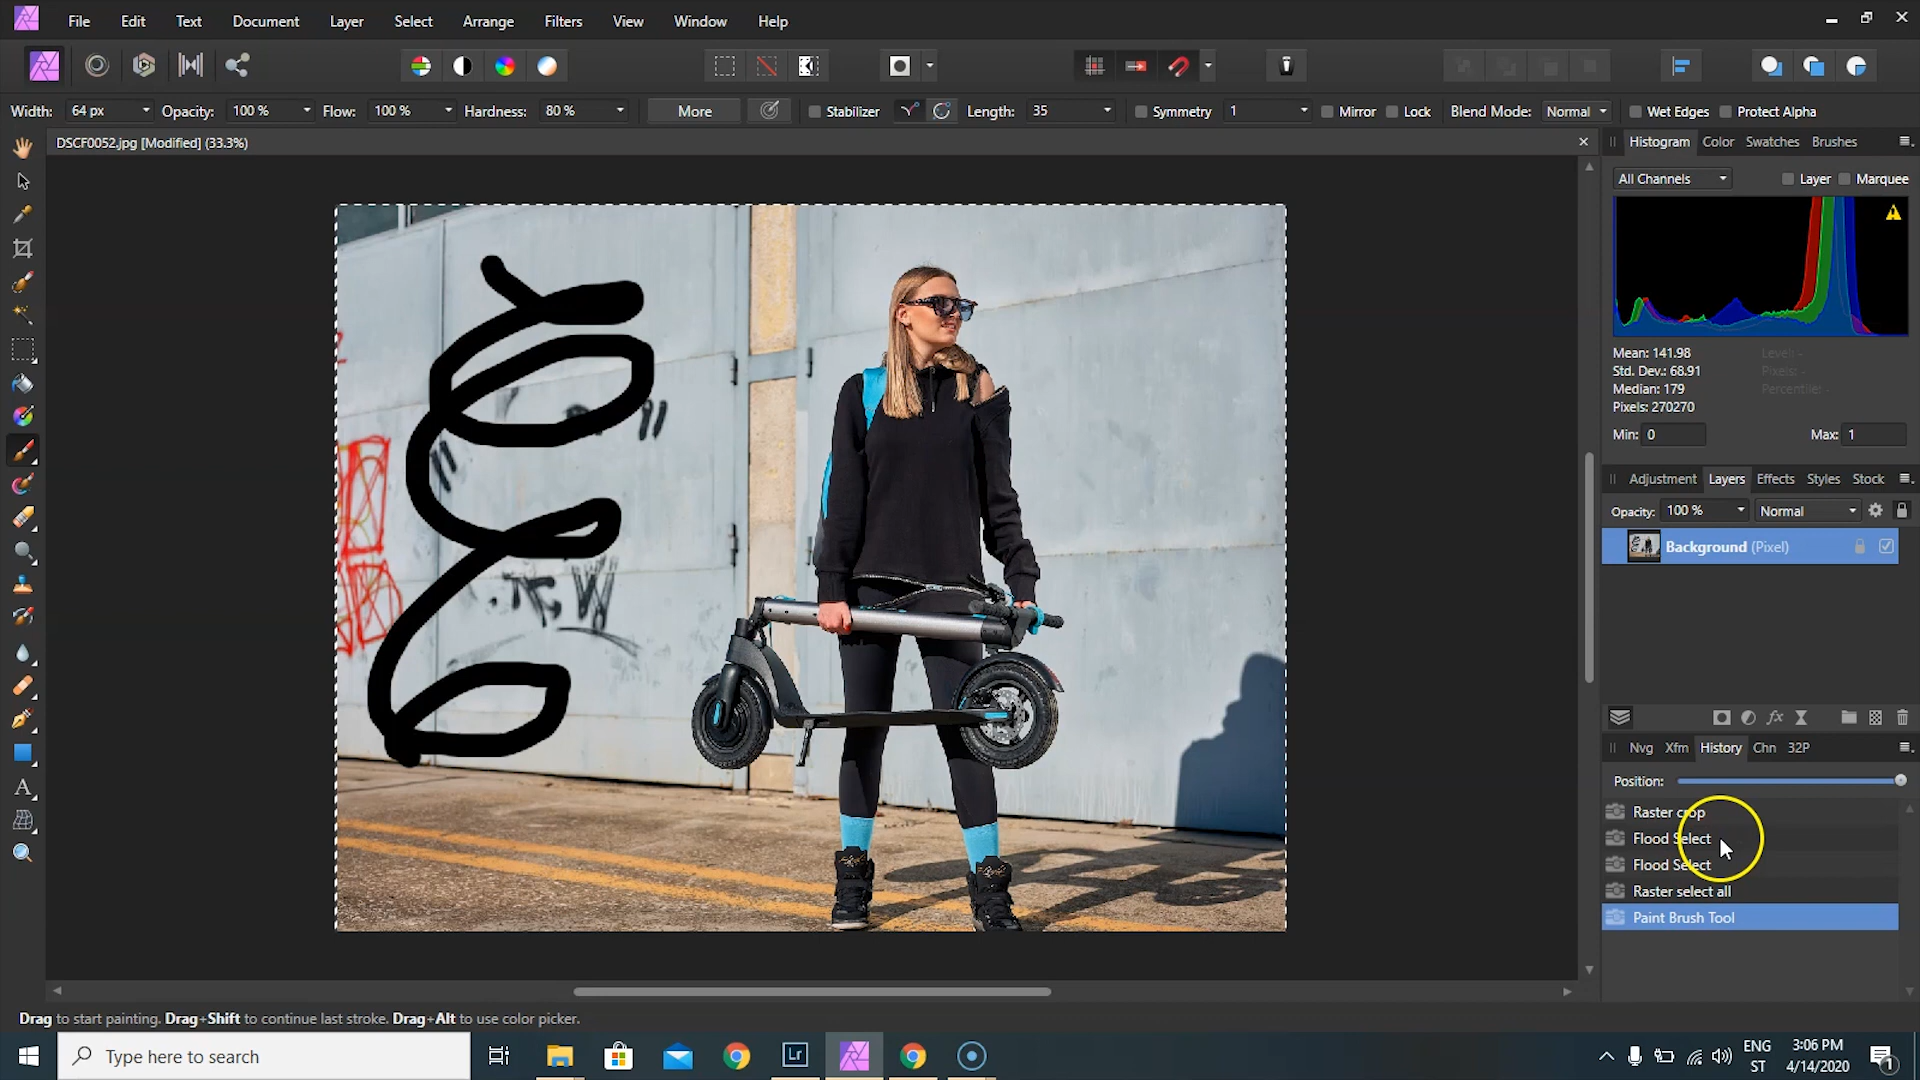 File Edit Text Document Layer Select Arrange Filters View Window Help
Width: 64 px Opacity: 100 % Flow: 100 % Hardness: 80 % More Stabilizer Length: 35 Symmetry 1 Mirror Lock Blend Mode: Normal Wet Edges Protect Alpha
DSCF0052.jpg [Modified] (33.3%)
Histogram Color Swatches Brushes
All Channels Layer Marquee
Mean: 141.98 Level: -
Std. Dev.: 68.91 Pixels: -
Median: 179 Percentile: -
Pixels: 270270
Min: 0 Max: 1
Adjustment Layers Effects Styles Stock
Opacity: 100 % Normal
Background (Pixel)
fx
Nvg Xfm History Chn 32P
Position:
Raster crop
Flood Select
Flood Select
Raster select all
Paint Brush Tool
Drag to start painting. Drag+Shift to continue last stroke. Drag+Alt to use color picker.
Type here to search
Lr
ENG
ST
3:06 PM
4/14/2020
1